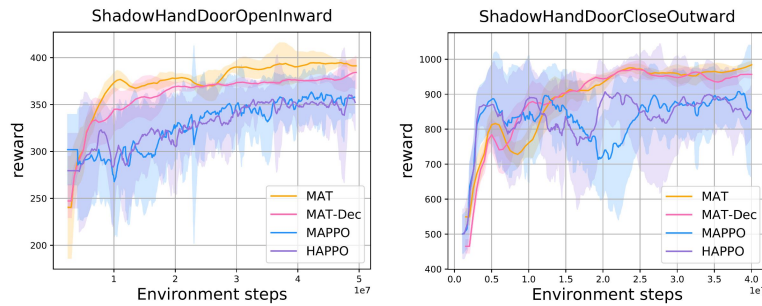 ShadowHandDoorOpenInward
400
350
300
250
200
reward
MAT
MAT-Dec
MAPPO
HAPPO
1 2 3 4 5
1e7
Environment steps
ShadowHandDoorCloseOutward
1000
900
800
700
600
500
400
reward
MAT
MAT-Dec
MAPPO
HAPPO
0.0 0.5 1.0 1.5 2.0 2.5 3.0 3.5 4.0
1e7
Environment steps